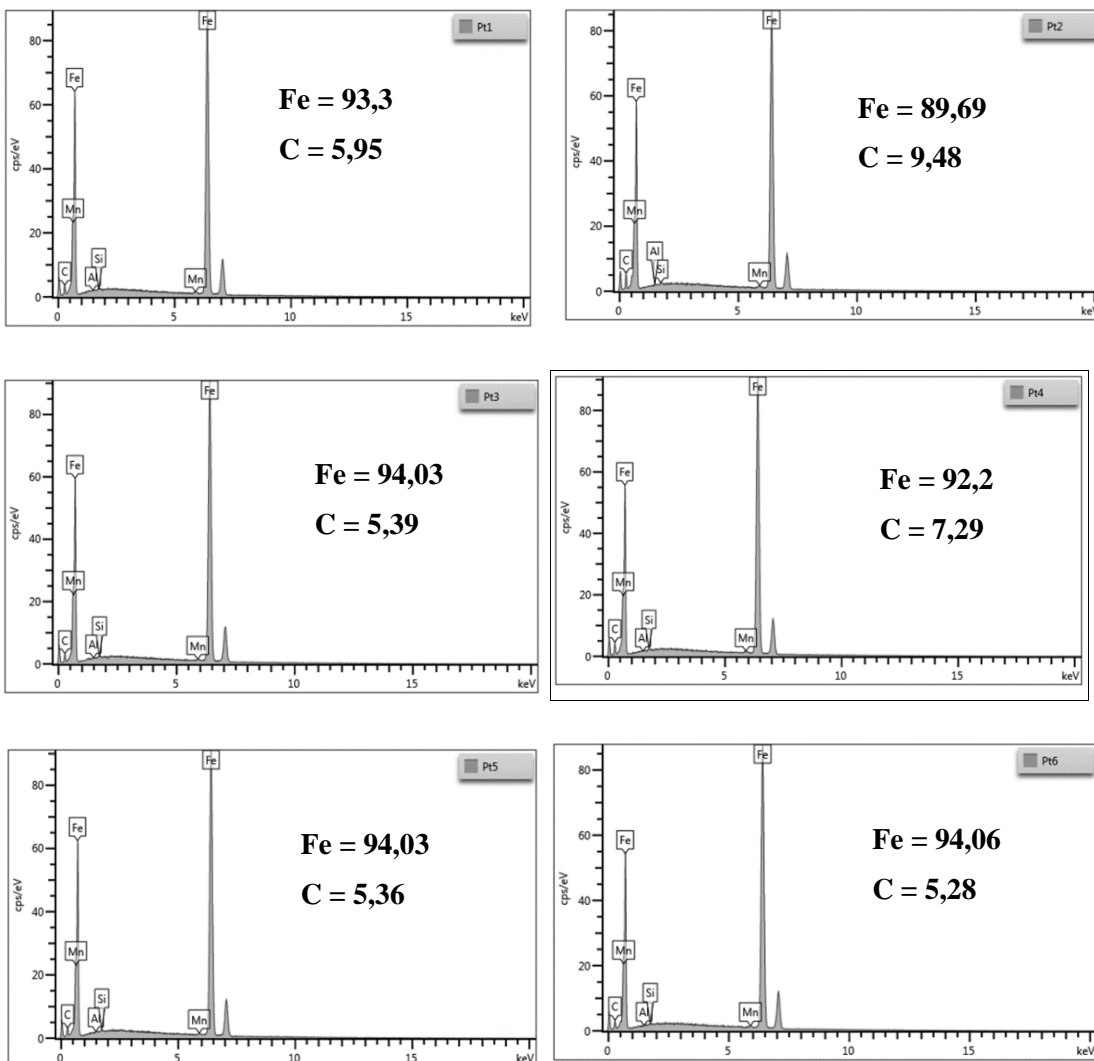 Pt1
Fe
80
60
40
20
0
cps/eV
Fe
Mn
C
Al
Si
Mn
Fe = 93,3
C = 5,95
0
5
10
15
keV
Pt2
Fe
80
60
40
20
0
cps/eV
Fe
Mn
C
Al
Si
Mn
Fe = 89,69
C = 9,48
0
5
10
15
keV
Pt3
Fe
80
60
40
20
0
cps/eV
Fe
Mn
C
Al
Si
Mn
Fe = 94,03
C = 5,39
0
5
10
15
keV
Pt4
Fe
80
60
40
20
0
cps/eV
Fe
Mn
C
Al
Si
Mn
Fe = 92,2
C = 7,29
0
5
10
15
keV
Pt5
Fe
80
60
40
20
0
cps/eV
Fe
Mn
C
Al
Si
Mn
Fe = 94,03
C = 5,36
0
5
10
15
keV
Pt6
Fe
80
60
40
20
0
cps/eV
Fe
Mn
C
Al
Si
Mn
Fe = 94,06
C = 5,28
0
5
10
15
keV